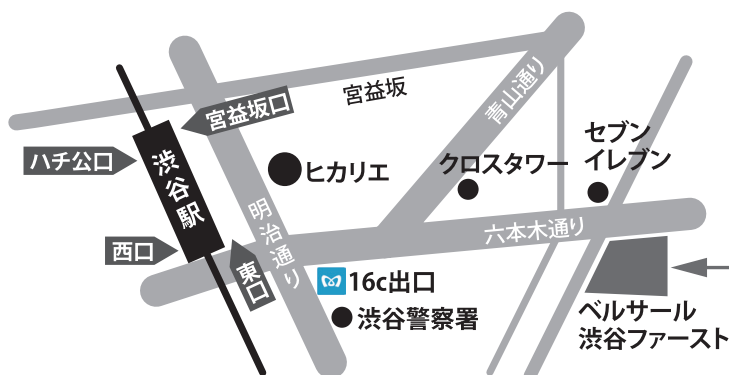 宮益坂口
宮益坂
青山通り
セブン
イレブン
ハチ公口
渋谷駅
ヒカリエ
クロスタワー
明治通り
六本木通り
西口
東口
16c出口
渋谷警察署
ベルサール
渋谷ファースト